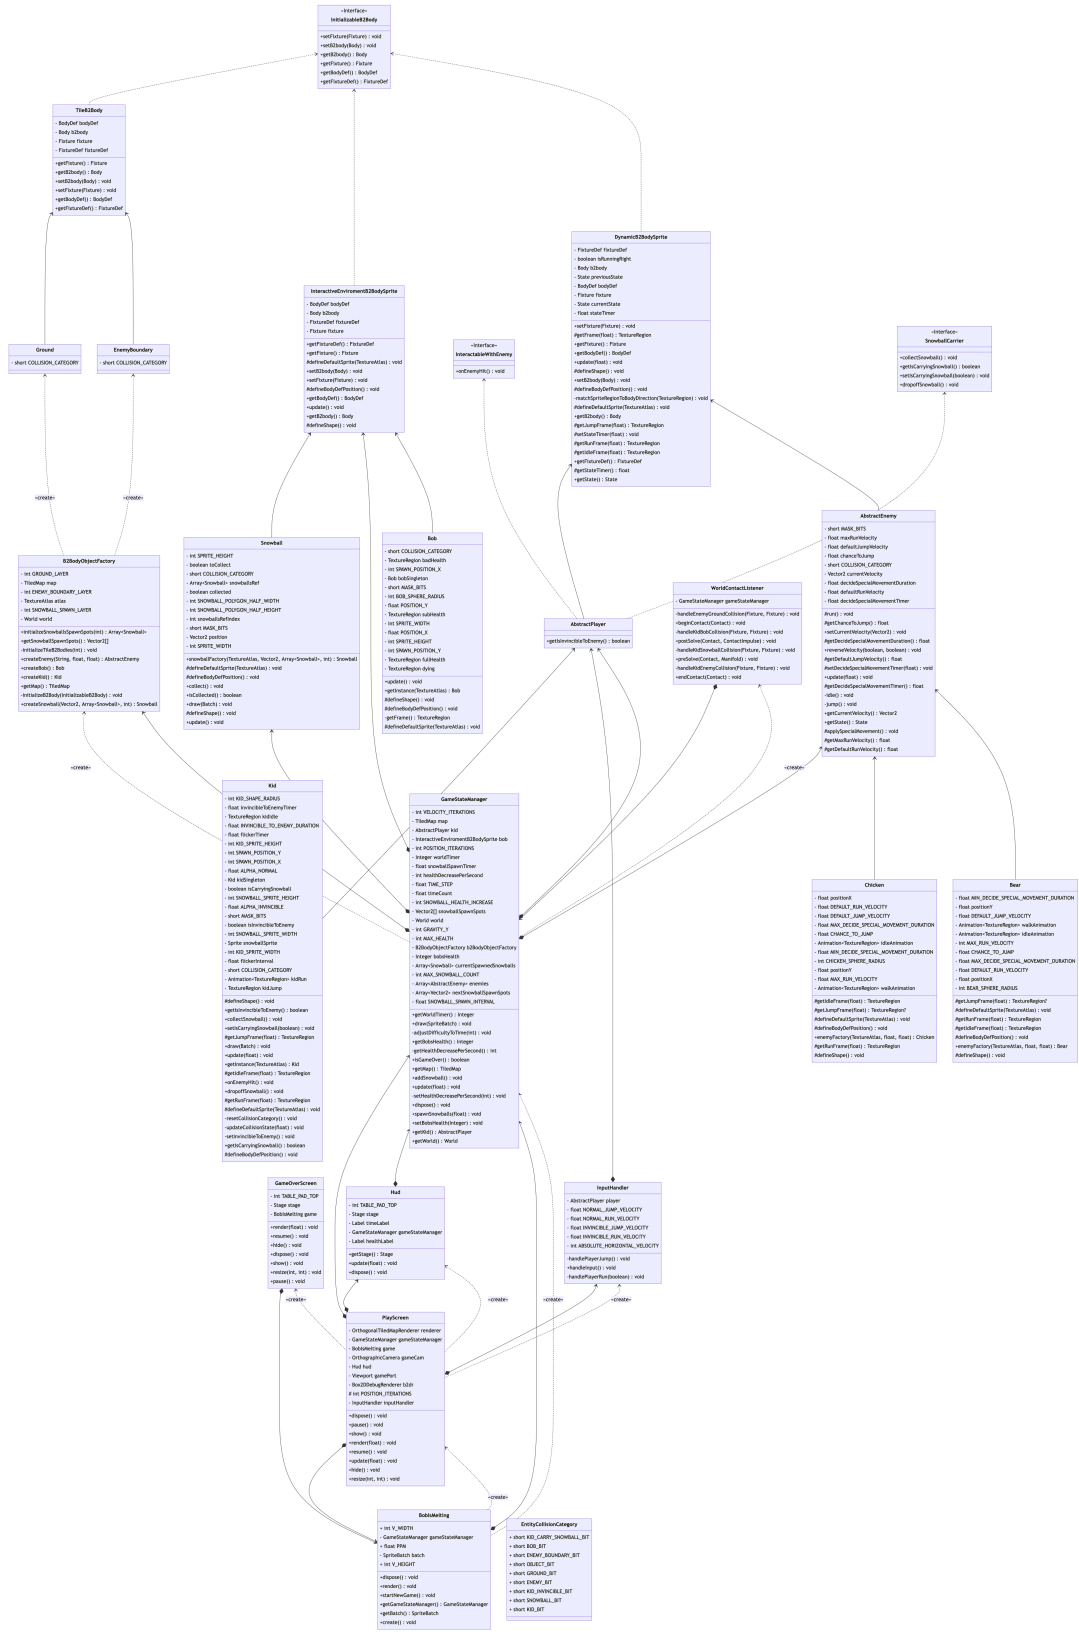 «Interface»
InitializableB2Body
+setFixture(Fixture) : void
+setB2body(Body) : void
+getB2body() : Body
+getFixture() : Fixture
+getBodyDef() : BodyDef
+getFixtureDef() : FixtureDef
TileB2Body
- BodyDef bodyDef
- Body b2body
- Fixture fixture
- FixtureDef fixtureDef
+getFixture() : Fixture
+getB2body() : Body
+setB2body(Body) : void
+setFixture(Fixture) : void
+getBodyDef() : BodyDef
+getFixtureDef() : FixtureDef
DynamicB2BodySprite
- FixtureDef fixtureDef
- boolean isRunningRight
- Body b2body
- State previousState
- BodyDef bodyDef
- Fixture fixture
- State currentState
- float stateTimer
+setFixture(Fixture) : void
#getFrame(float) : TextureRegion
+getFixture() : Fixture
+getBodyDef() : BodyDef
+update(float) : void
#defineShape() : void
+setB2body(Body) : void
#defineBodyDefPosition() : void
-matchSpriteRegionToBodyDirection(TextureRegion) : void
#defineDefaultSprite(TextureAtlas) : void
+getB2body() : Body
#getJumpFrame(float) : TextureRegion
#setStateTimer(float) : void
#getRunFrame(float) : TextureRegion
#getIdleFrame(float) : TextureRegion
+getFixtureDef() : FixtureDef
#getStateTimer() : float
+getState() : State
InteractiveEnviromentB2BodySprite
- BodyDef bodyDef
- Body b2body
- FixtureDef fixtureDef
- Fixture fixture
+getFixtureDef() : FixtureDef
+getFixture() : Fixture
#defineDefaultSprite(TextureAtlas) : void
+setB2body(Body) : void
+setFixture(Fixture) : void
#defineBodyDefPosition() : void
+getBodyDef() : BodyDef
+update() : void
+getB2body() : Body
#defineShape() : void
Ground
- short COLLISION_CATEGORY
EnemyBoundary
- short COLLISION_CATEGORY
«Interface»
InteractableWithEnemy
+onEnemyHit() : void
«Interface»
SnowballCarrier
+collectSnowball() : void
+getIsCarryingSnowball() : boolean
+setIsCarryingSnowball(boolean) : void
+dropoffSnowball() : void
«create»
«create»
B2BodyObjectFactory
- int GROUND_LAYER
- TiledMap map
- int ENEMY_BOUNDARY_LAYER
- TextureAtlas atlas
- int SNOWBALL_SPAWN_LAYER
- World world
+initializeSnowballsSpawnSpots(int) : Array<Snowball>
+getSnowballSpawnSpots() : Vector2[]
-initializeTileB2Bodies(int) : void
+createEnemy(String, float, float) : AbstractEnemy
+createBob() : Bob
+createKid() : Kid
+getMap() : TiledMap
-initializeB2Body(InitializableB2Body) : void
+createSnowball(Vector2, Array<Snowball>, int) : Snowball
Snowball
- int SPRITE_HEIGHT
- boolean toCollect
- short COLLISION_CATEGORY
- Array<Snowball> snowballsRef
- boolean collected
- int SNOWBALL_POLYGON_HALF_WIDTH
- int SNOWBALL_POLYGON_HALF_HEIGHT
- int snowballsRefIndex
- short MASK_BITS
- Vector2 position
- int SPRITE_WIDTH
+snowballFactory(TextureAtlas, Vector2, Array<Snowball>, int) : Snowball
#defineDefaultSprite(TextureAtlas) : void
#defineBodyDefPosition() : void
+collect() : void
+isCollected() : boolean
+draw(Batch) : void
#defineShape() : void
+update() : void
Bob
- short COLLISION_CATEGORY
- TextureRegion badHealth
- int SPAWN_POSITION_X
- Bob bobSingleton
- short MASK_BITS
- int BOB_SPHERE_RADIUS
- float POSITION_Y
- TextureRegion subHealth
- int SPRITE_WIDTH
- float POSITION_X
- int SPRITE_HEIGHT
- int SPAWN_POSITION_Y
- TextureRegion fullHealth
- TextureRegion dying
+update() : void
+getInstance(TextureAtlas) : Bob
#defineShape() : void
#defineBodyDefPosition() : void
-getFrame() : TextureRegion
#defineDefaultSprite(TextureAtlas) : void
AbstractPlayer
+getIsInvincibleToEnemy() : boolean
WorldContactListener
- GameStateManager gameStateManager
-handleEnemyGroundCollision(Fixture, Fixture) : void
+beginContact(Contact) : void
-handleKidBobCollision(Fixture, Fixture) : void
+postSolve(Contact, ContactImpulse) : void
-handleKidSnowballCollision(Fixture, Fixture) : void
+preSolve(Contact, Manifold) : void
-handleKidEnemyCollision(Fixture, Fixture) : void
+endContact(Contact) : void
AbstractEnemy
- short MASK_BITS
- float maxRunVelocity
- float defaultJumpVelocity
- float chanceToJump
- short COLLISION_CATEGORY
- Vector2 currentVelocity
- float decideSpecialMovementDuration
- float defaultRunVelocity
- float decideSpecialMovementTimer
#run() : void
#getChanceToJump() : float
+setCurrentVelocity(Vector2) : void
#getDecideSpecialMovementDuration() : float
+reverseVelocity(boolean, boolean) : void
#getDefaultJumpVelocity() : float
#setDecideSpecialMovementTimer(float) : void
+update(float) : void
#getDecideSpecialMovementTimer() : float
-idle() : void
-jump() : void
+getCurrentVelocity() : Vector2
+getState() : State
#applySpecialMovement() : void
#getMaxRunVelocity() : float
#getDefaultRunVelocity() : float
«create»
«create»
Kid
- int KID_SHAPE_RADIUS
- float invincibleToEnemyTimer
- TextureRegion kidIdle
- float INVINCIBLE_TO_ENEMY_DURATION
- float flickerTimer
- int KID_SPRITE_HEIGHT
- int SPAWN_POSITION_Y
- int SPAWN_POSITION_X
- float ALPHA_NORMAL
- Kid kidSingleton
- boolean isCarryingSnowball
- int SNOWBALL_SPRITE_HEIGHT
- float ALPHA_INVINCIBLE
- short MASK_BITS
- boolean isInvincibleToEnemy
- int SNOWBALL_SPRITE_WIDTH
- Sprite snowballSprite
- int KID_SPRITE_WIDTH
- float flickerInterval
- short COLLISION_CATEGORY
- Animation<TextureRegion> kidRun
- TextureRegion kidJump
#defineShape() : void
+getIsInvincibleToEnemy() : boolean
+collectSnowball() : void
+setIsCarryingSnowball(boolean) : void
#getJumpFrame(float) : TextureRegion
+draw(Batch) : void
+update(float) : void
+getInstance(TextureAtlas) : Kid
#getIdleFrame(float) : TextureRegion
+onEnemyHit() : void
+dropoffSnowball() : void
#getRunFrame(float) : TextureRegion
#defineDefaultSprite(TextureAtlas) : void
-resetCollisionCategory() : void
-updateCollisionState(float) : void
-setInvincibleToEnemy() : void
+getIsCarryingSnowball() : boolean
#defineBodyDefPosition() : void
GameStateManager
- int VELOCITY_ITERATIONS
- TiledMap map
- AbstractPlayer kid
- InteractiveEnviromentB2BodySprite bob
- int POSITION_ITERATIONS
- Integer worldTimer
- float snowballSpawnTimer
- int healthDecreasePerSecond
- float TIME_STEP
- float timeCount
- int SNOWBALL_HEALTH_INCREASE
- Vector2[] snowballSpawnSpots
- World world
- int GRAVITY_Y
- int MAX_HEALTH
- B2BodyObjectFactory b2BodyObjectFactory
- Integer bobsHealth
- Array<Snowball> currentSpawnedSnowballs
- int MAX_SNOWBALL_COUNT
- Array<AbstractEnemy> enemies
- Array<Vector2> nextSnowballSpawnSpots
- float SNOWBALL_SPAWN_INTERVAL
+getWorldTimer() : Integer
+draw(SpriteBatch) : void
-adjustDifficultyToTime(int) : void
+getBobsHealth() : Integer
-getHealthDecreasePerSecond() : int
+isGameOver() : boolean
+getMap() : TiledMap
+addSnowball() : void
+update(float) : void
-setHealthDecreasePerSecond(int) : void
+dispose() : void
+spawnSnowballs(float) : void
+setBobsHealth(Integer) : void
+getKid() : AbstractPlayer
+getWorld() : World
Chicken
- float positionX
- float DEFAULT_RUN_VELOCITY
- float DEFAULT_JUMP_VELOCITY
- float MAX_DECIDE_SPECIAL_MOVEMENT_DURATION
- float CHANCE_TO_JUMP
- Animation<TextureRegion> idleAnimation
- float MIN_DECIDE_SPECIAL_MOVEMENT_DURATION
- int CHICKEN_SPHERE_RADIUS
- float positionY
- float MAX_RUN_VELOCITY
- Animation<TextureRegion> walkAnimation
#getIdleFrame(float) : TextureRegion
#getJumpFrame(float) : TextureRegion?
#defineDefaultSprite(TextureAtlas) : void
#defineBodyDefPosition() : void
+enemyFactory(TextureAtlas, float, float) : Chicken
#getRunFrame(float) : TextureRegion
#defineShape() : void
Bear
- float MIN_DECIDE_SPECIAL_MOVEMENT_DURATION
- float positionY
- float DEFAULT_JUMP_VELOCITY
- Animation<TextureRegion> walkAnimation
- Animation<TextureRegion> idleAnimation
- int MAX_RUN_VELOCITY
- float CHANCE_TO_JUMP
- float MAX_DECIDE_SPECIAL_MOVEMENT_DURATION
- float DEFAULT_RUN_VELOCITY
- float positionX
- int BEAR_SPHERE_RADIUS
#getJumpFrame(float) : TextureRegion?
#defineDefaultSprite(TextureAtlas) : void
#getRunFrame(float) : TextureRegion
#getIdleFrame(float) : TextureRegion
#defineBodyDefPosition() : void
+enemyFactory(TextureAtlas, float, float) : Bear
#defineShape() : void
GameOverScreen
- int TABLE_PAD_TOP
- Stage stage
- BobIsMelting game
+render(float) : void
+resume() : void
+hide() : void
+dispose() : void
+show() : void
+resize(int, int) : void
+pause() : void
Hud
- int TABLE_PAD_TOP
- Stage stage
- Label timeLabel
- GameStateManager gameStateManager
- Label healthLabel
+getStage() : Stage
+update(float) : void
+dispose() : void
InputHandler
- AbstractPlayer player
- float NORMAL_JUMP_VELOCITY
- float NORMAL_RUN_VELOCITY
- float INVINCIBLE_JUMP_VELOCITY
- float INVINCIBLE_RUN_VELOCITY
- int ABSOLUTE_HORIZONTAL_VELOCITY
-handlePlayerJump() : void
+handleInput() : void
-handlePlayerRun(boolean) : void
«create»
«create»
«create»
«create»
PlayScreen
- OrthogonalTiledMapRenderer renderer
- GameStateManager gameStateManager
- BobIsMelting game
- OrthographicCamera gameCam
- Hud hud
- Viewport gamePort
- Box2DDebugRenderer b2dr
# int POSITION_ITERATIONS
- InputHandler inputHandler
+dispose() : void
+pause() : void
+show() : void
+render(float) : void
+resume() : void
+update(float) : void
+hide() : void
+resize(int, int) : void
«create»
BobIsMelting
+ int V_WIDTH
- GameStateManager gameStateManager
+ float PPM
- SpriteBatch batch
+ int V_HEIGHT
+dispose() : void
+render() : void
+startNewGame() : void
+getGameStateManager() : GameStateManager
+getBatch() : SpriteBatch
+create() : void
EntityCollisionCategory
+ short KID_CARRY_SNOWBALL_BIT
+ short BOB_BIT
+ short ENEMY_BOUNDARY_BIT
+ short OBJECT_BIT
+ short GROUND_BIT
+ short ENEMY_BIT
+ short KID_INVINCIBLE_BIT
+ short SNOWBALL_BIT
+ short KID_BIT